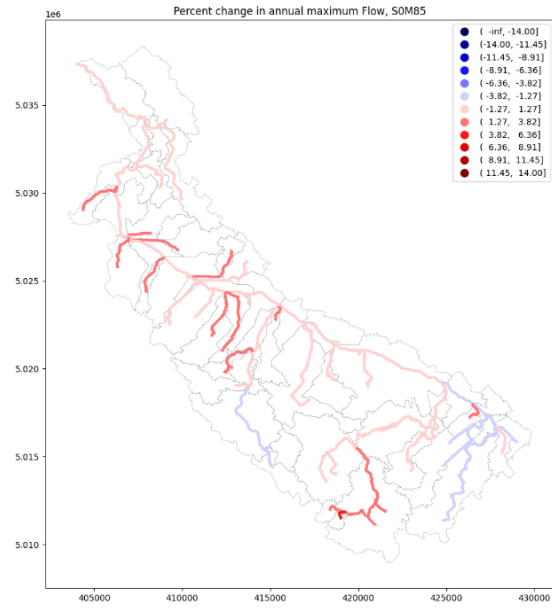 Percent change in annual maximum Flow, S0M85
1e6
( -inf, -14.00]
(-14.00, -11.45]
(-11.45, -8.91]
( -8.91, -6.36]
( -6.36, -3.82]
( -3.82, -1.27]
( -1.27, 1.27]
( 1.27, 3.82]
( 3.82, 6.36]
( 6.36, 8.91]
( 8.91, 11.45]
( 11.45, 14.00]
5.035
5.030
5.025
5.020
5.015
5.010
405000 410000 415000 420000 425000 430000